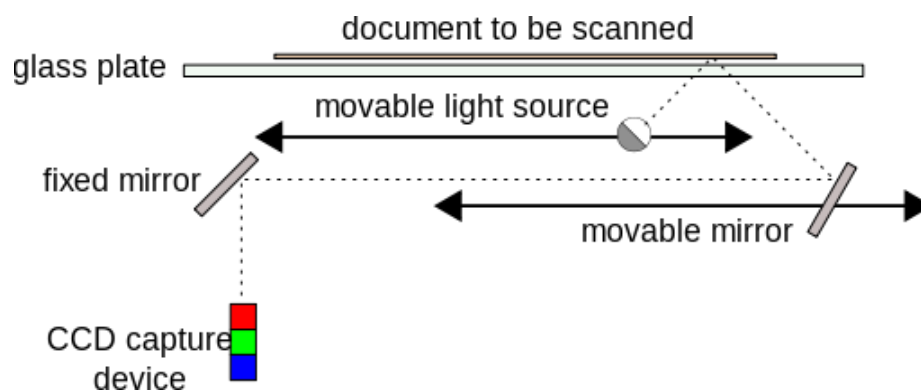 document to be scanned
glass plate
movable light source
fixed mirror
movable mirror
CCD capture
device